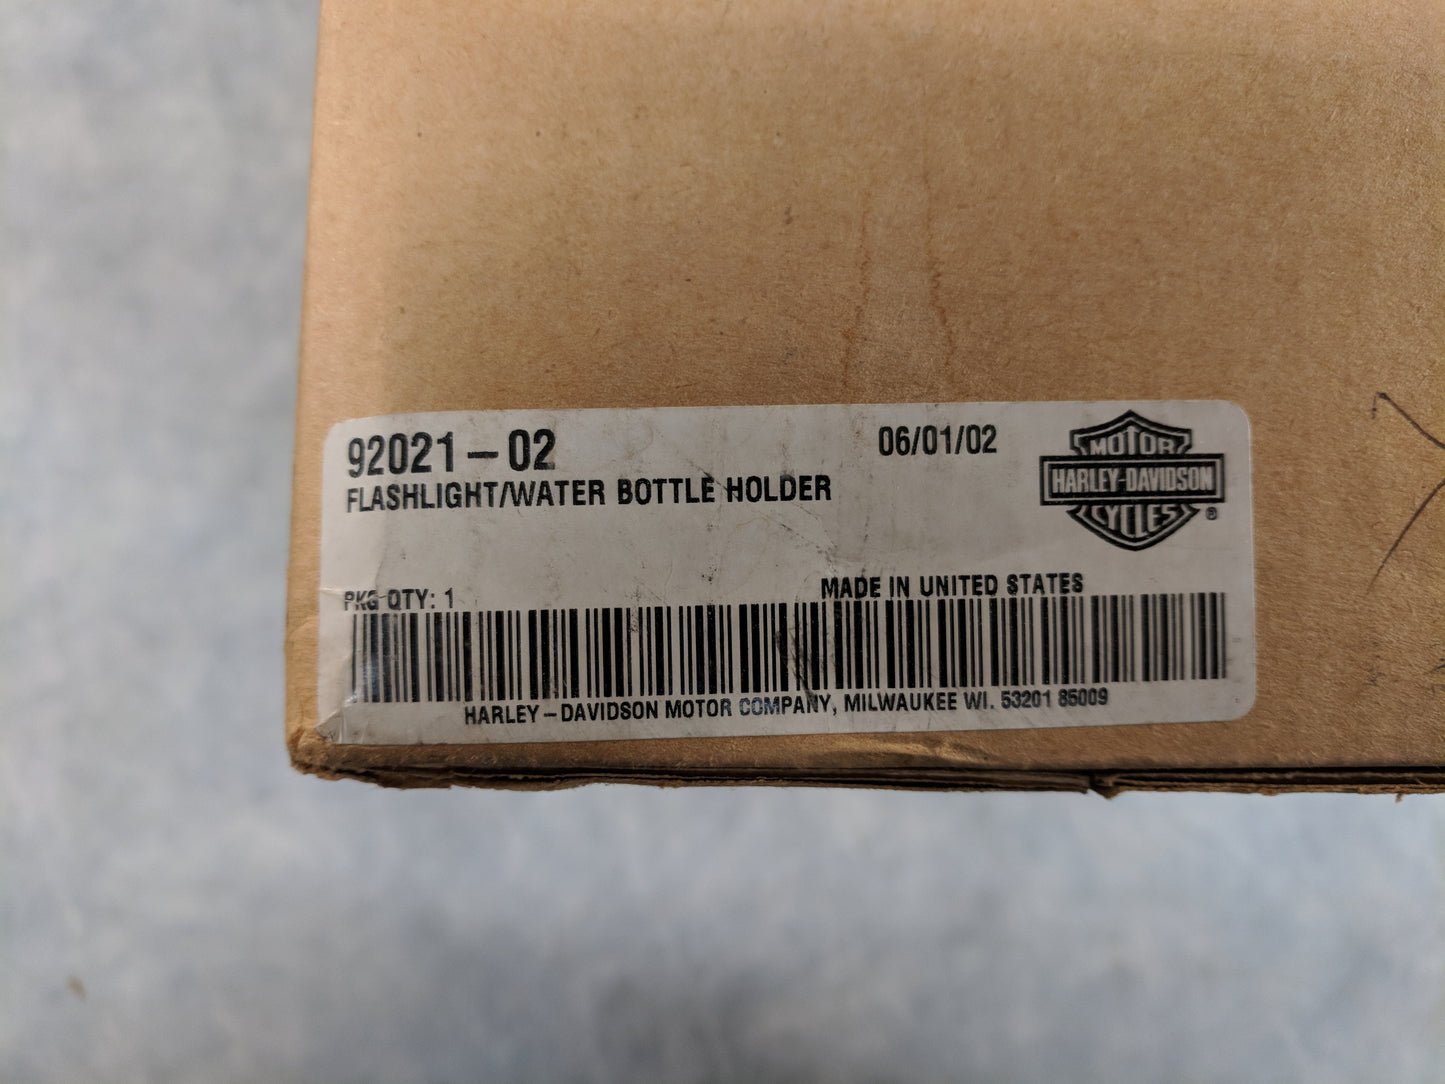 92021-02
FLASHLIGHT/WATER BOTTLE HOLDER
06/01/02
MOTOR
HARLEY-DAVIDSON
CYCLES ®
PKG QTY: 1
MADE IN UNITED STATES
HARLEY-DAVIDSON MOTOR COMPANY, MILWAUKEE WI. 53201 85009